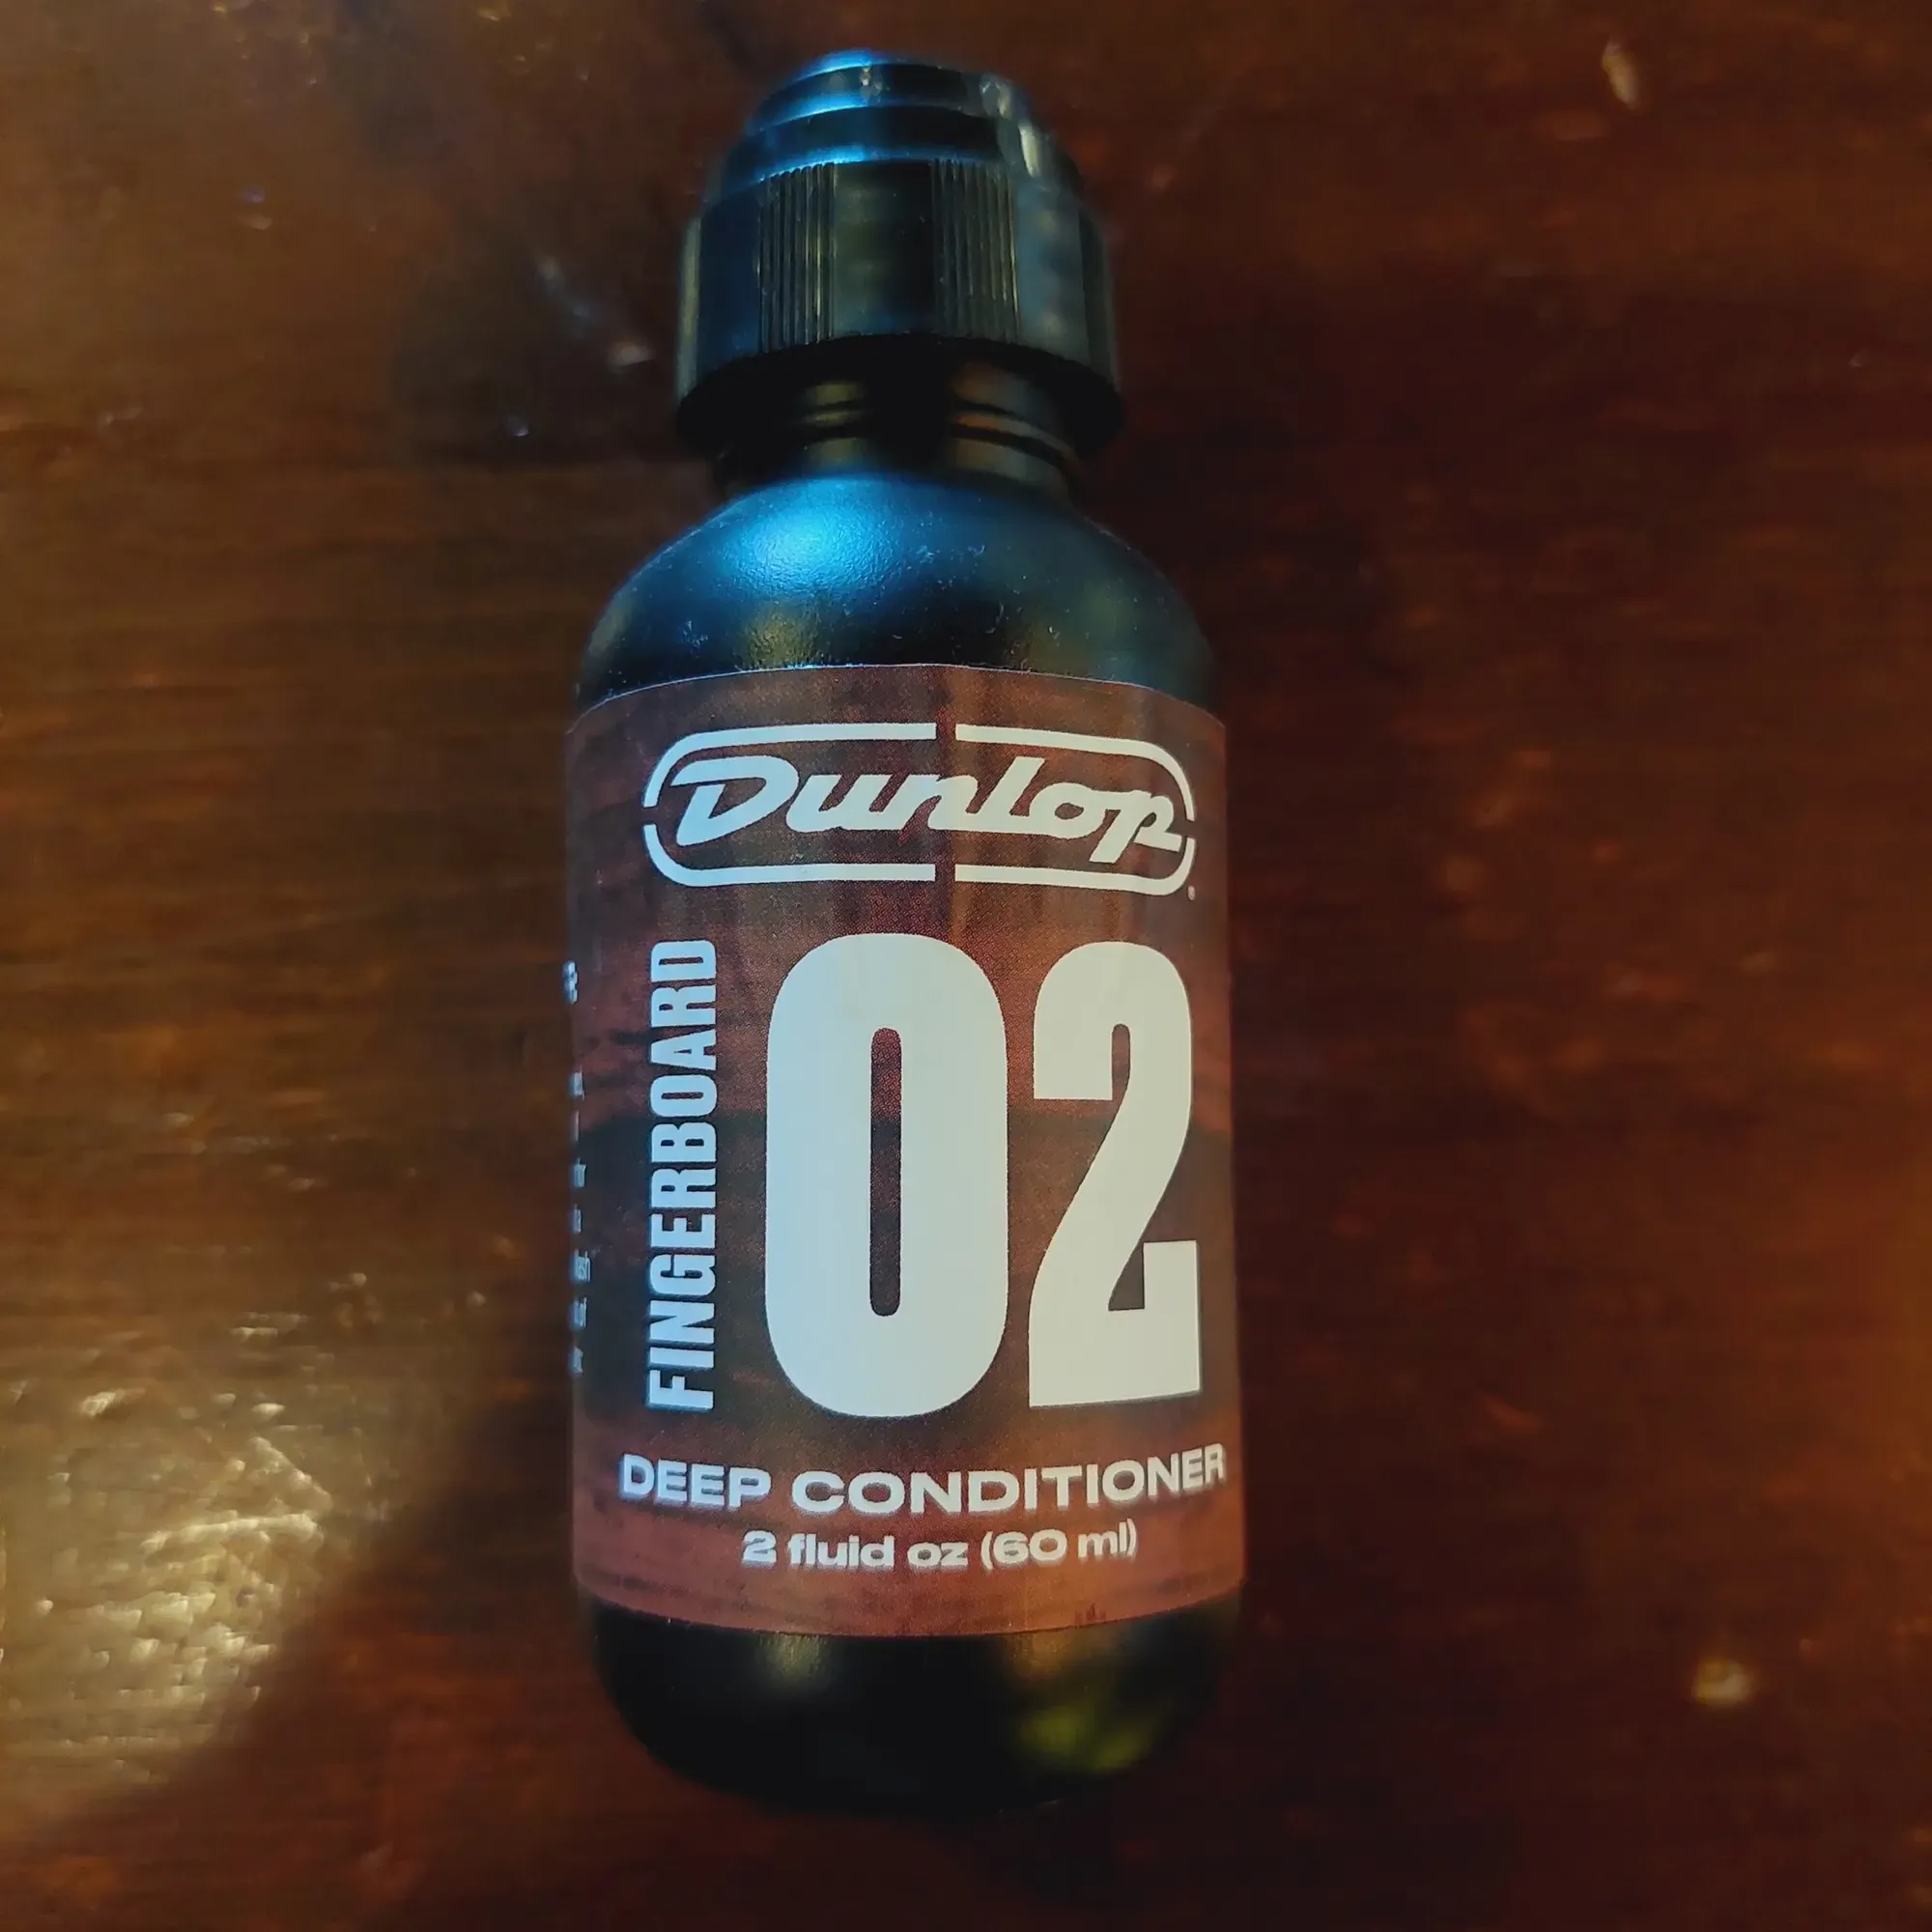 Dunlop
FINGERBOARD
02
DEEP CONDITIONER
2 fluid oz (60 ml)